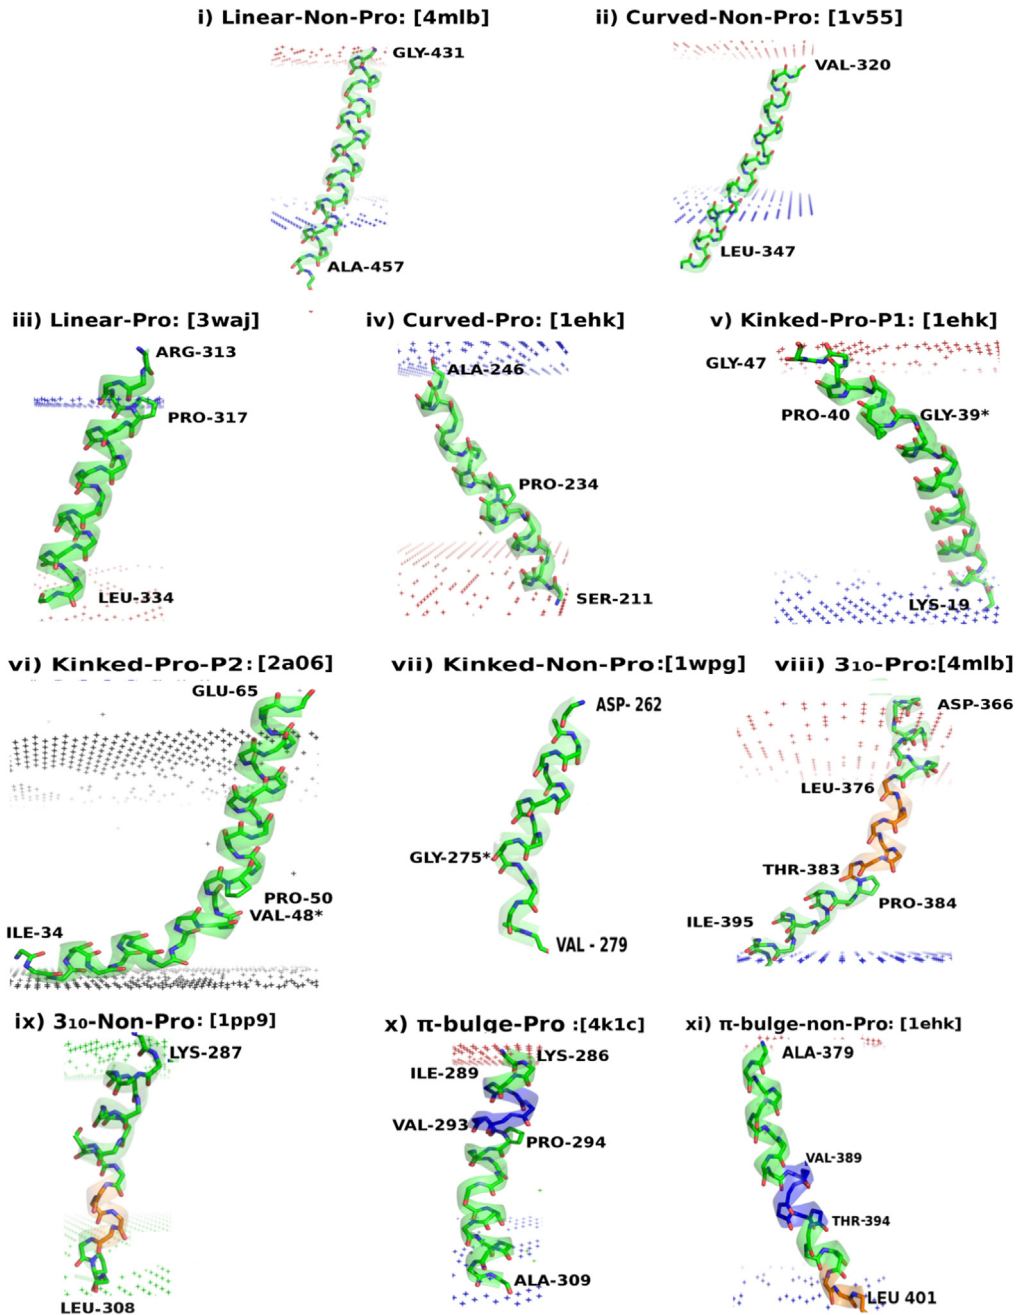 i) Linear-Non-Pro: [4mlb]
ii) Curved-Non-Pro: [1v55]
GLY-431
VAL-320
ALA-457
LEU-347
iii) Linear-Pro: [3waj]
iv) Curved-Pro: [1ehk]
v) Kinked-Pro-P1: [1ehk]
ARG-313
PRO-317
LEU-334
ALA-246
PRO-234
SER-211
GLY-47
PRO-40
GLY-39*
LYS-19
vi) Kinked-Pro-P2: [2a06]
vii) Kinked-Non-Pro:[1wpg]
viii) 3₁₀-Pro:[4mlb]
GLU-65
PRO-50
VAL-48*
ILE-34
ASP- 262
GLY-275*
VAL - 279
ASP-366
LEU-376
THR-383
PRO-384
ILE-395
ix) 3₁₀-Non-Pro: [1pp9]
x) π-bulge-Pro :[4k1c]
xi) π-bulge-non-Pro: [1ehk]
LYS-287
LEU-308
LYS-286
ILE-289
VAL-293
PRO-294
ALA-309
ALA-379
VAL-389
THR-394
LEU 401